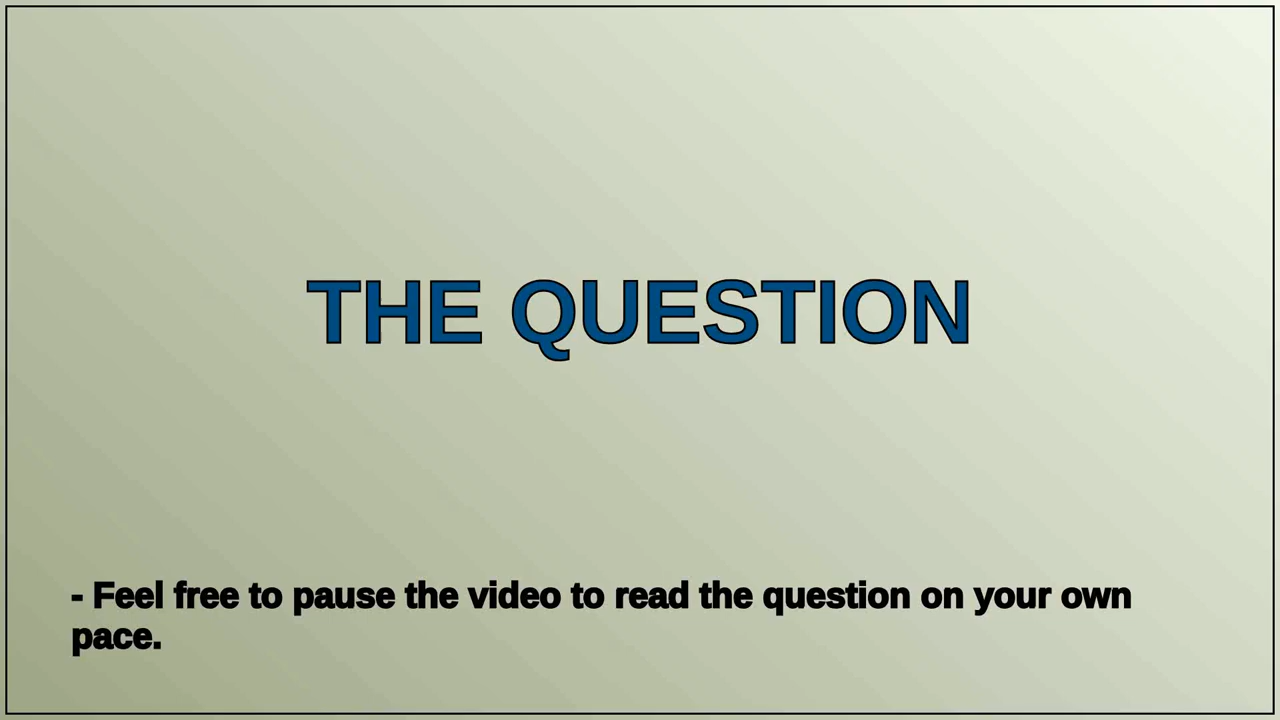 THE QUESTION
- Feel free to pause the video to read the question on your own
pace.